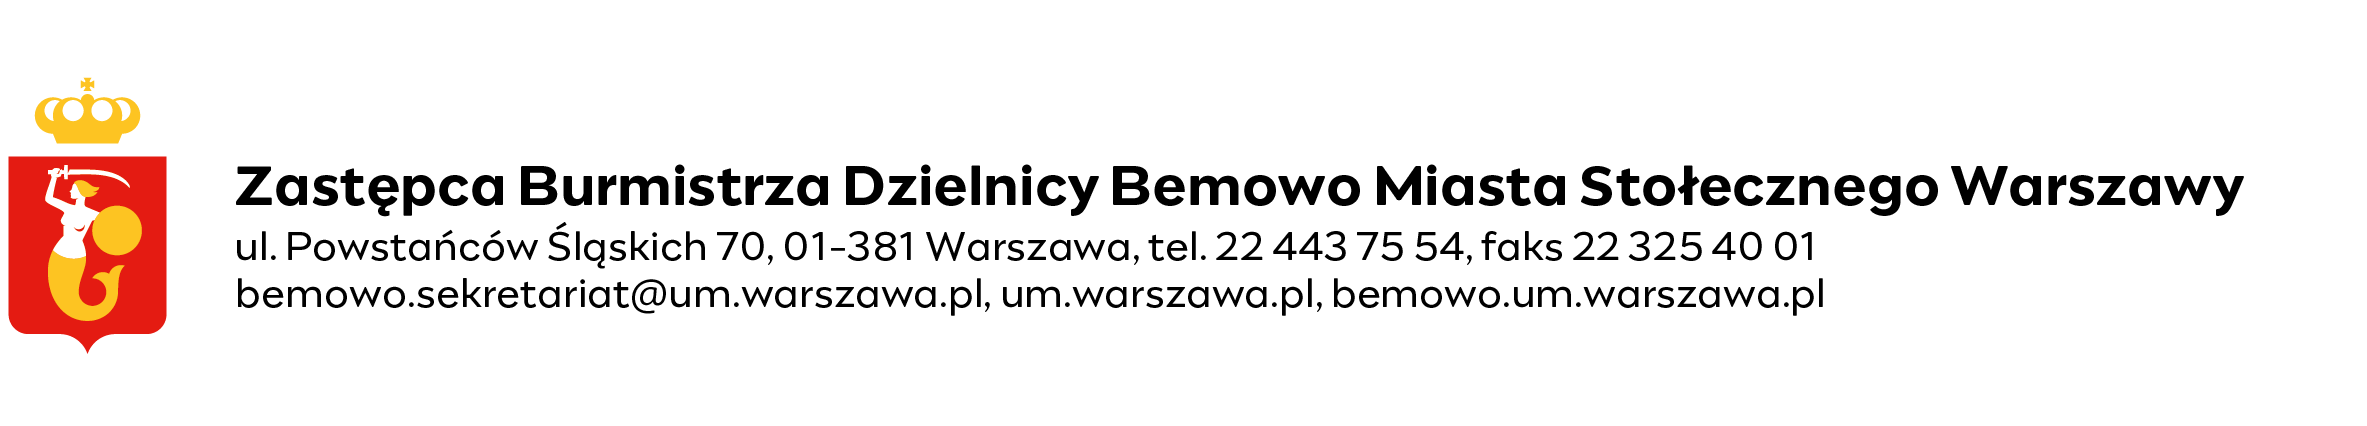 Zastępca Burmistrza Dzielnicy Bemowo Miasta Stołecznego Warszawy
ul. Powstańców Śląskich 70, 01-381 Warszawa, tel. 22 443 75 54, faks 22 325 40 01
bemowo.sekretariat@um.warszawa.pl, um.warszawa.pl, bemowo.um.warszawa.pl